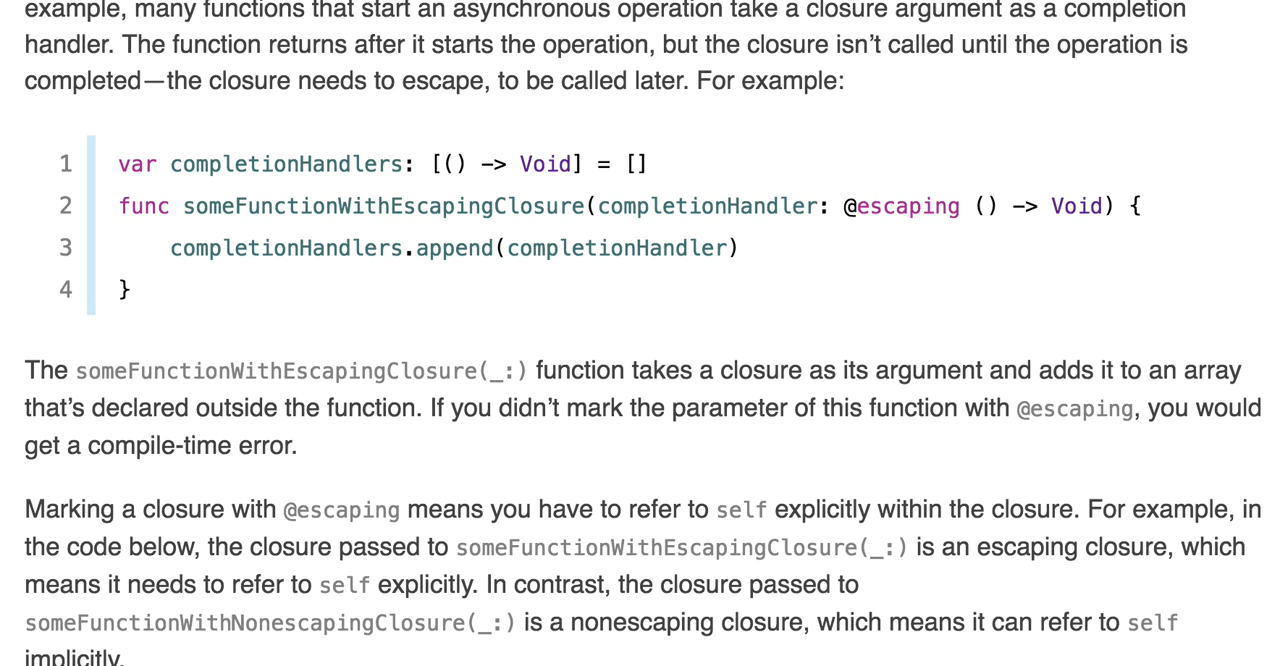 example, many functions that start an asynchronous operation take a closure argument as a completion
handler. The function returns after it starts the operation, but the closure isn’t called until the operation is
completed—the closure needs to escape, to be called later. For example:
1 var completionHandlers: [() -> Void] = []
2 func someFunctionWithEscapingClosure(completionHandler: @escaping () -> Void) {
3 completionHandlers.append(completionHandler)
4 }
The someFunctionWithEscapingClosure(_:) function takes a closure as its argument and adds it to an array
that’s declared outside the function. If you didn’t mark the parameter of this function with @escaping, you would
get a compile-time error.
Marking a closure with @escaping means you have to refer to self explicitly within the closure. For example, in
the code below, the closure passed to someFunctionWithEscapingClosure(_:) is an escaping closure, which
means it needs to refer to self explicitly. In contrast, the closure passed to
someFunctionWithNonescapingClosure(_:) is a nonescaping closure, which means it can refer to self
implicitly.